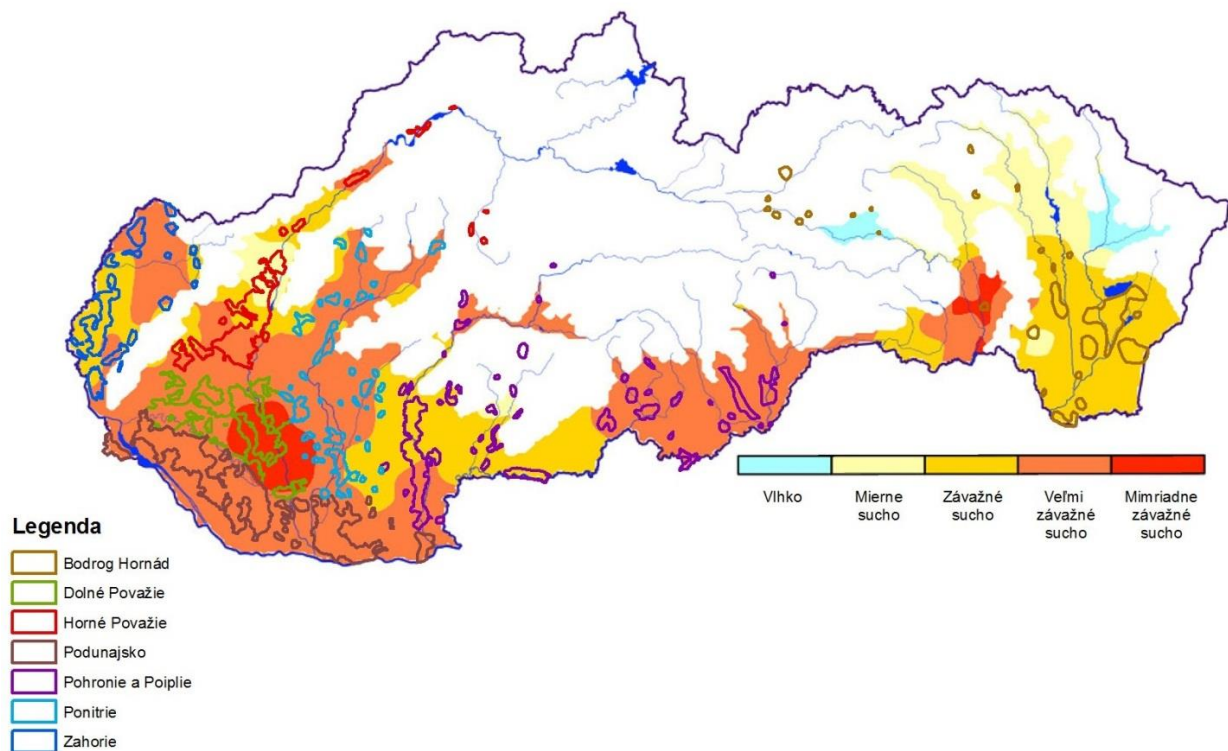 Vlhko
Mierne
sucho
Závažné
sucho
Veľmi
závažné
sucho
Mimriadne
závažné
sucho
Legenda
Bodrog Hornád
Dolné Považie
Horné Považie
Podunajsko
Pohronie a Poiplie
Ponitrie
Zahorie